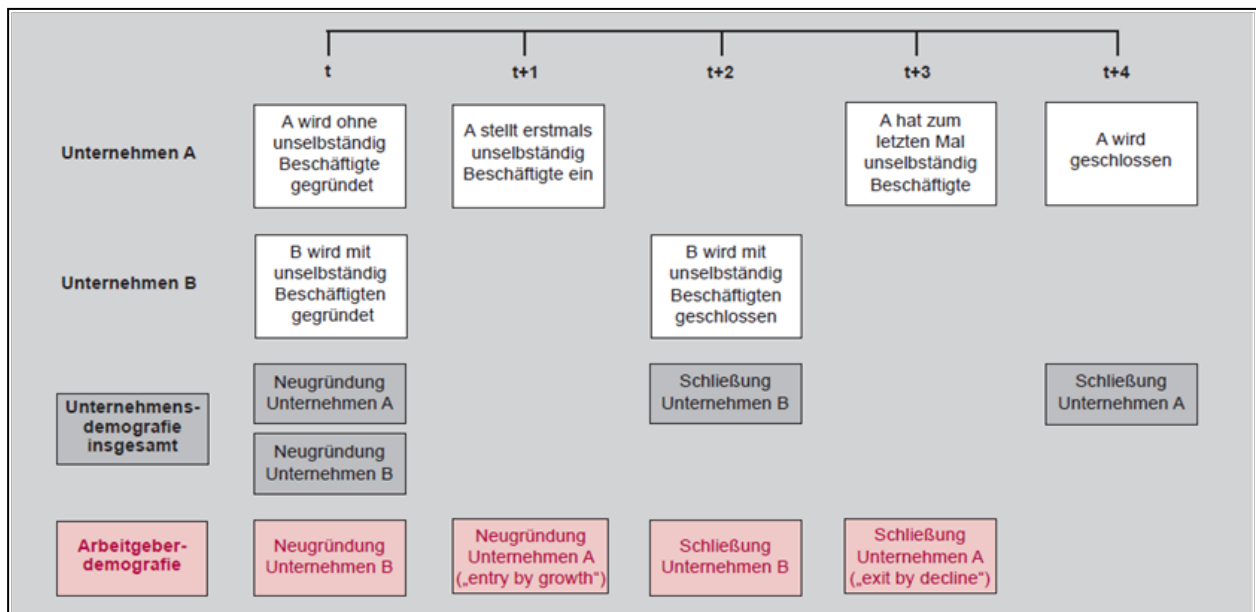 t
t+1
t+2
t+3
t+4
Unternehmen A
A wird ohne
unselbständig
Beschäftigte
gegründet
A stellt erstmals
unselbständig
Beschäftigte ein
A hat zum
letzten Mal
unselbständig
Beschäftigte
A wird
geschlossen
Unternehmen B
B wird mit
unselbständig
Beschäftigten
gegründet
B wird mit
unselbständig
Beschäftigten
geschlossen
Unternehmens-
demografie
insgesamt
Neugründung
Unternehmen A
Neugründung
Unternehmen B
Schließung
Unternehmen B
Schließung
Unternehmen A
Arbeitgeber-
demografie
Neugründung
Unternehmen B
Neugründung
Unternehmen A
(„entry by growth“)
Schließung
Unternehmen B
Schließung
Unternehmen A
(„exit by decline“)